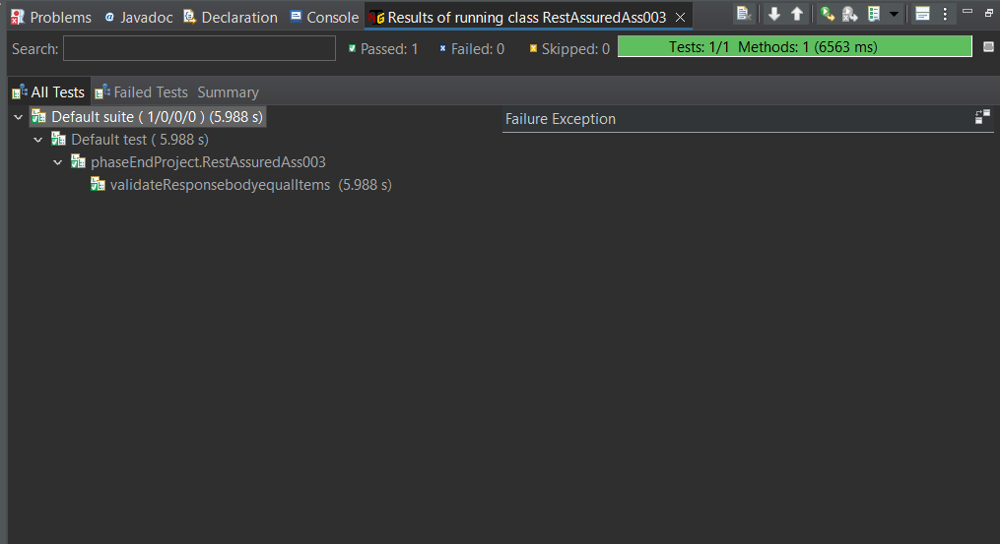 Problems @ Javadoc Declaration Console Results of running class RestAssuredAss003
Search: Passed: 1 Failed: 0 Skipped: 0 Tests: 1/1 Methods: 1 (6563 ms)
All Tests Failed Tests Summary
Default suite ( 1/0/0/0 ) (5.988 s)
Failure Exception
Default test ( 5.988 s)
phaseEndProject.RestAssuredAss003
validateResponsebodyequalItems (5.988 s)